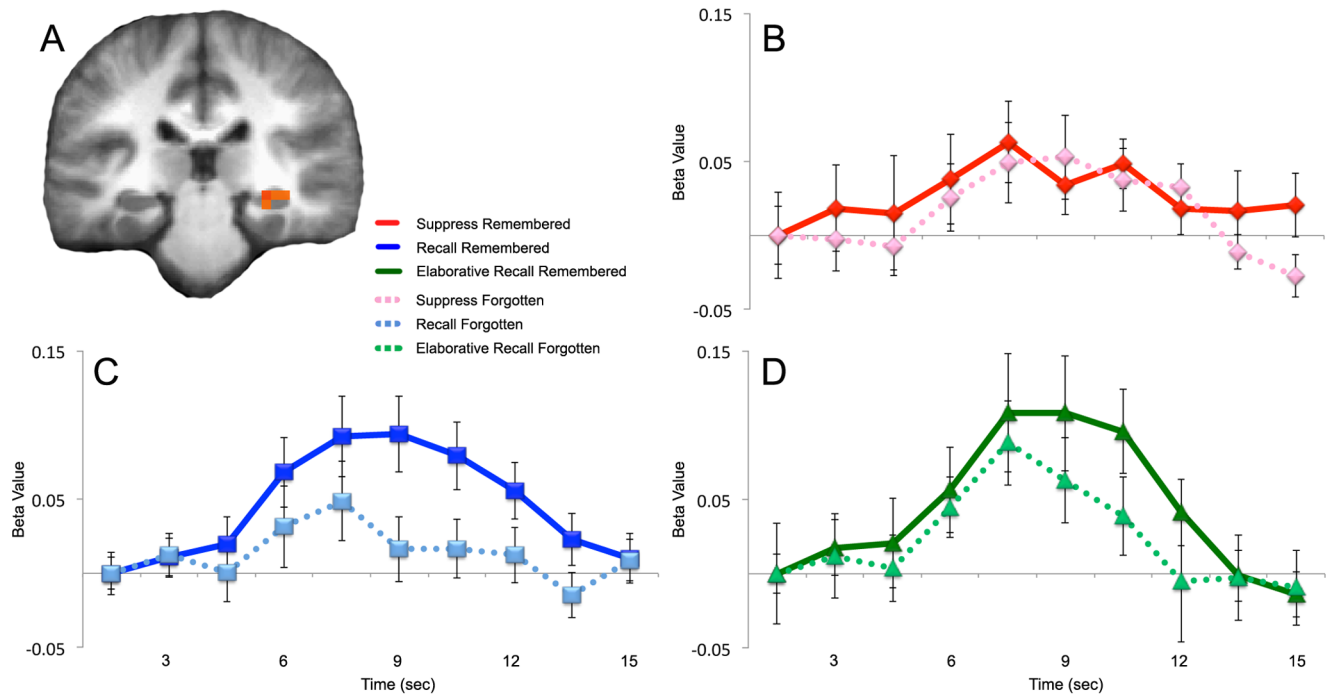 A
Suppress Remembered
Recall Remembered
Elaborative Recall Remembered
Suppress Forgotten
Recall Forgotten
Elaborative Recall Forgotten
B
0.15
0.05
-0.05
Beta Value
C
0.15
0.05
-0.05
Beta Value
3 6 9 12 15
Time (sec)
D
0.15
0.05
-0.05
Beta Value
3 6 9 12 15
Time (sec)